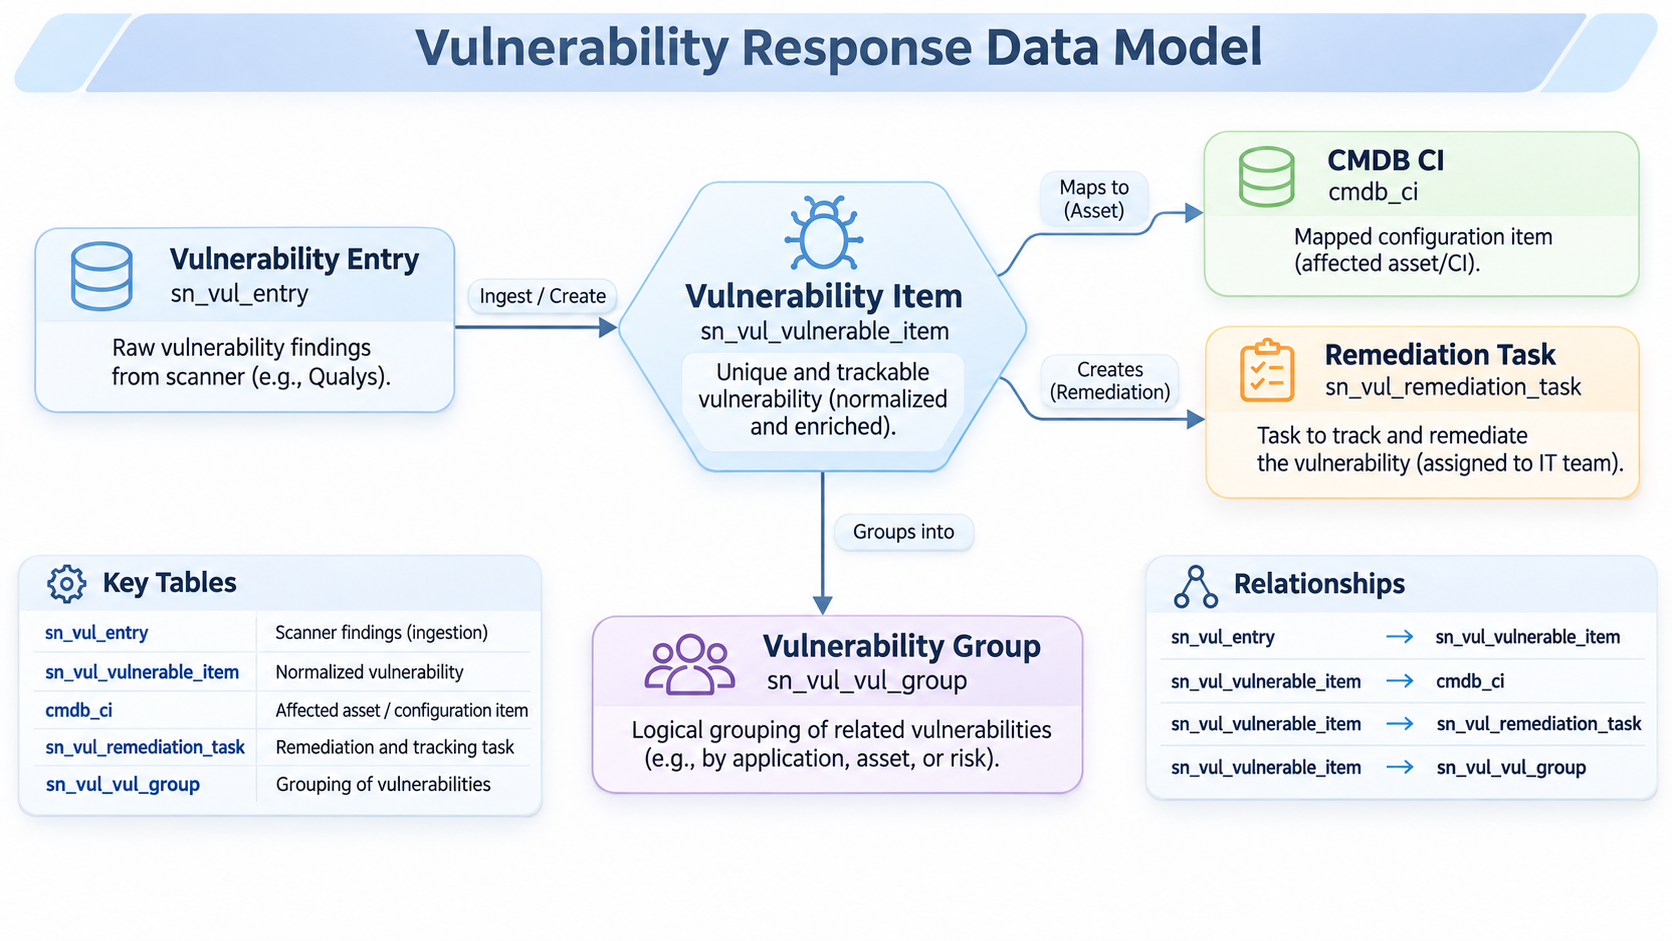 Vulnerability Response Data Model
Vulnerability Entry
sn_vul_entry
Raw vulnerability findings
from scanner (e.g., Qualys).
Ingest / Create
Vulnerability Item
sn_vul_vulnerable_item
Unique and trackable
vulnerability (normalized
and enriched).
Maps to
(Asset)
CMDB CI
cmdb_ci
Mapped configuration item
(affected asset/CI).
Creates
(Remediation)
Remediation Task
sn_vul_remediation_task
Task to track and remediate
the vulnerability (assigned to IT team).
Groups into
Vulnerability Group
sn_vul_vul_group
Logical grouping of related vulnerabilities
(e.g., by application, asset, or risk).
Key Tables
sn_vul_entry Scanner findings (ingestion)
sn_vul_vulnerable_item Normalized vulnerability
cmdb_ci Affected asset / configuration item
sn_vul_remediation_task Remediation and tracking task
sn_vul_vul_group Grouping of vulnerabilities
Relationships
sn_vul_entry → sn_vul_vulnerable_item
sn_vul_vulnerable_item → cmdb_ci
sn_vul_vulnerable_item → sn_vul_remediation_task
sn_vul_vulnerable_item → sn_vul_vul_group